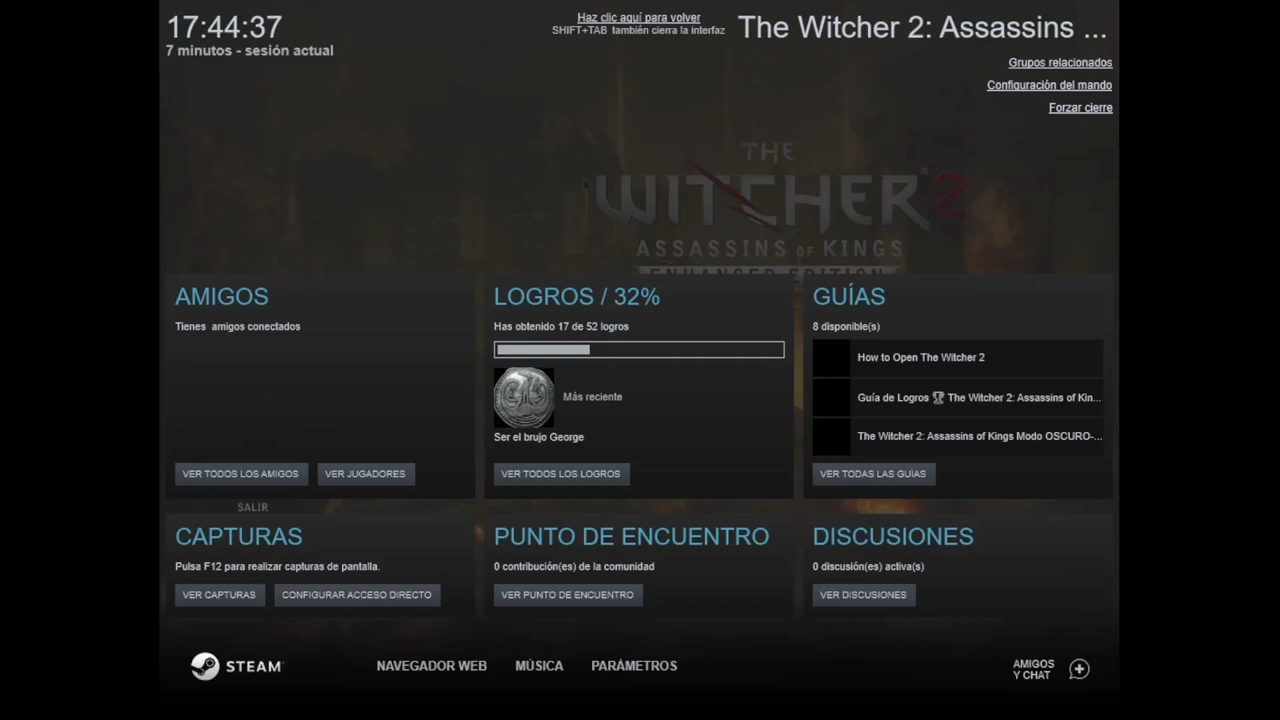 17:44:37
7 minutos - sesión actual
Haz clic aquí para volver
SHIFT+TAB también cierra la interfaz
The Witcher 2: Assassins ...
Grupos relacionados
Configuración del mando
Forzar cierre
THE
WITCHER 2
ASSASSINS OF KINGS
ENHANCED EDITION
AMIGOS
Tienes amigos conectados
VER TODOS LOS AMIGOS
VER JUGADORES
LOGROS / 32%
Has obtenido 17 de 52 logros
Más reciente
Ser el brujo George
VER TODOS LOS LOGROS
GUÍAS
8 disponible(s)
How to Open The Witcher 2
Guía de Logros 🏆 The Witcher 2: Assassins of Kin...
The Witcher 2: Assassins of Kings Modo OSCURO-...
VER TODAS LAS GUÍAS
SALIR
CAPTURAS
Pulsa F12 para realizar capturas de pantalla.
VER CAPTURAS
CONFIGURAR ACCESO DIRECTO
PUNTO DE ENCUENTRO
0 contribución(es) de la comunidad
VER PUNTO DE ENCUENTRO
DISCUSIONES
0 discusión(es) activa(s)
VER DISCUSIONES
STEAM
NAVEGADOR WEB
MÚSICA
PARÁMETROS
AMIGOS
Y CHAT